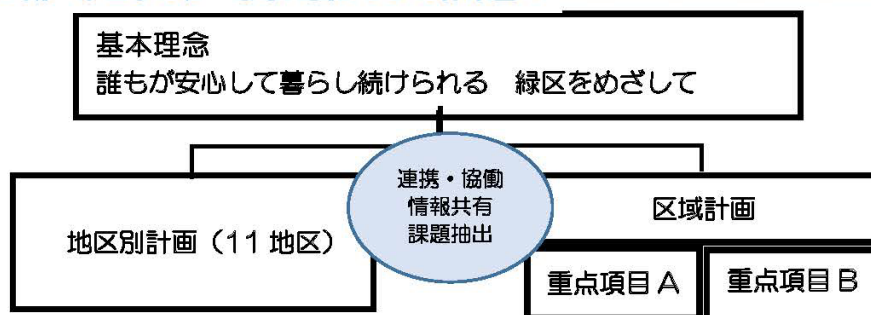 基本理念
誰もが安心して暮らし続けられる　緑区をめざして
連携・協働
情報共有
課題抽出
地区別計画（11 地区）
区域計画
重点項目 A
重点項目 B